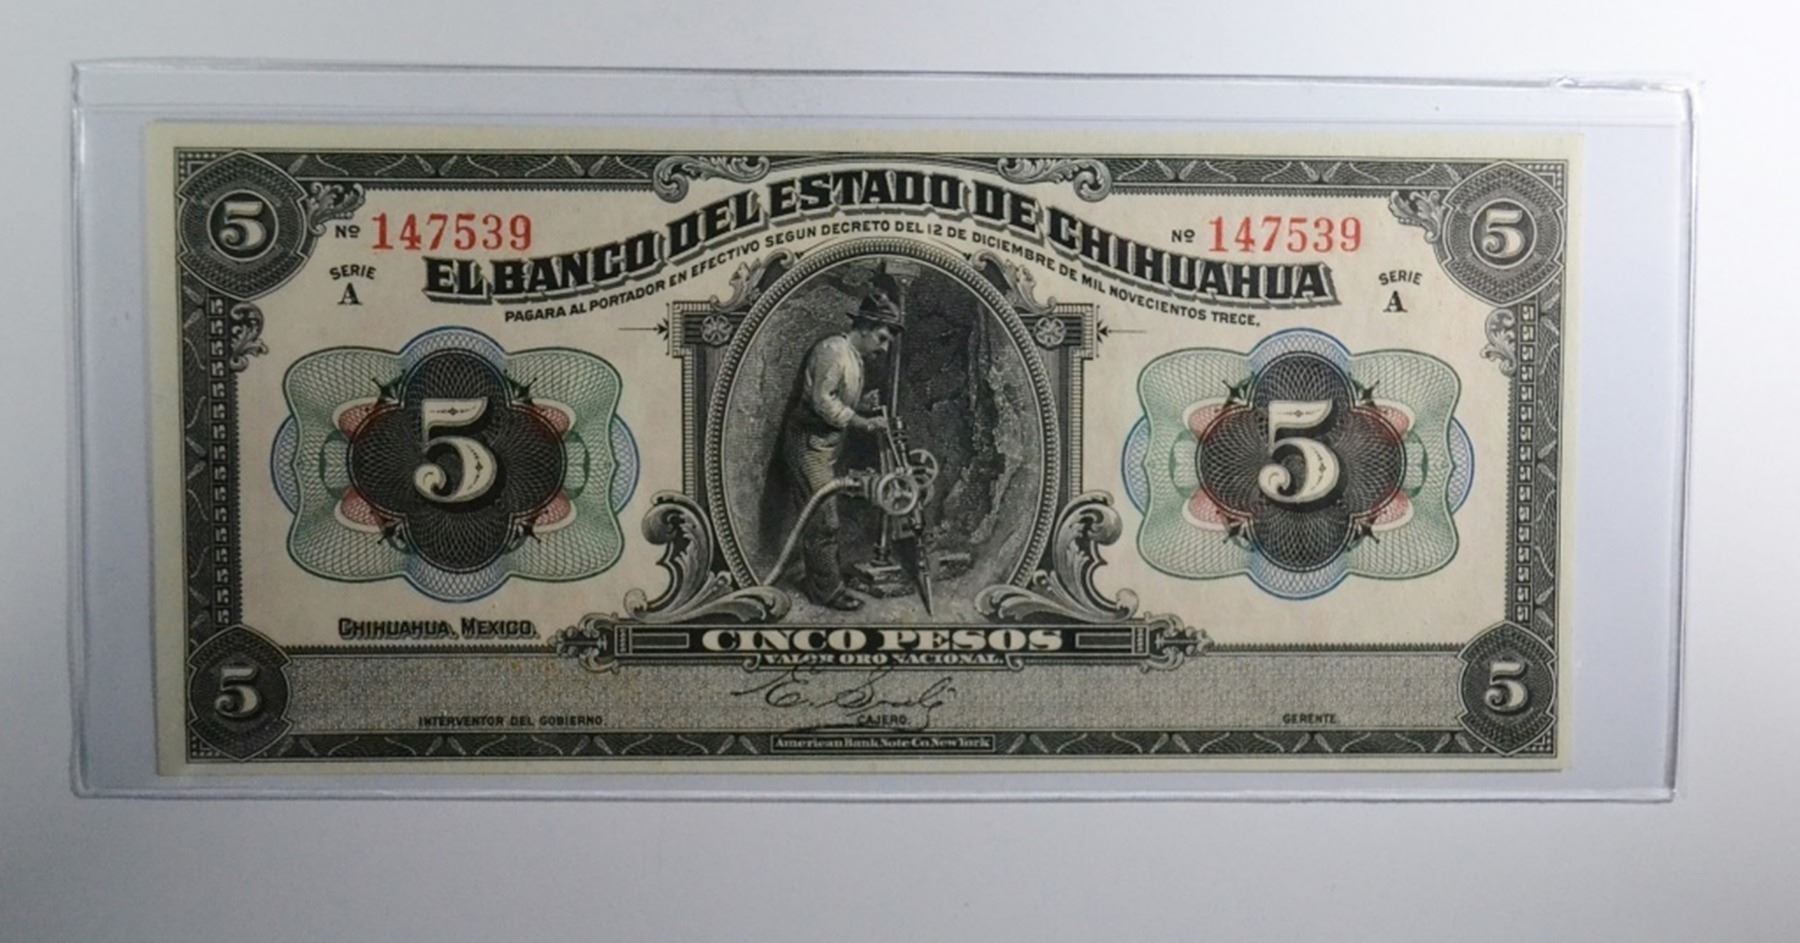 5
5
EL BANCO DEL ESTADO DE CHIHUAHUA
Nº 147539
Nº 147539
PAGARA AL PORTADOR EN EFECTIVO SEGUN DECRETO DEL 12 DE DICIEMBRE DE MIL NOVECIENTOS TRECE.
SERIE
A
SERIE
A
5
5
CHIHUAHUA, MEXICO.
CINCO PESOS
VALOR ORO NACIONAL
5
5
INTERVENTOR DEL GOBIERNO.
CAJERO.
GERENTE.
American Bank Note Co. New York